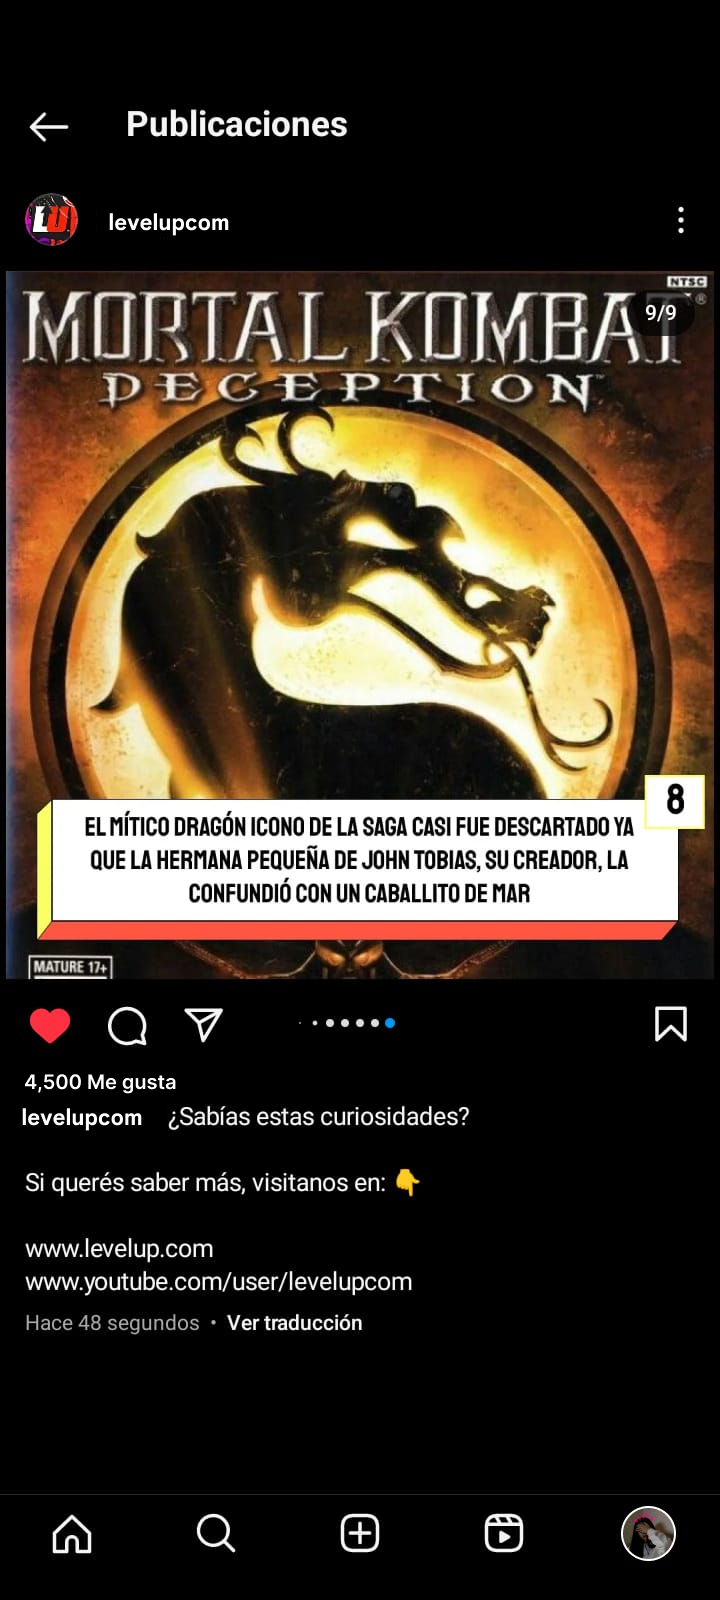 Publicaciones
levelupcom
NTSC
MORTAL KOMBAT®
9/9
DECEPTION™
8
EL MÍTICO DRAGÓN ICONO DE LA SAGA CASI FUE DESCARTADO YA
QUE LA HERMANA PEQUEÑA DE JOHN TOBIAS, SU CREADOR, LA
CONFUNDIÓ CON UN CABALLITO DE MAR
MATURE 17+
4,500 Me gusta
levelupcom ¿Sabías estas curiosidades?
Si querés saber más, visitanos en: 👇
www.levelup.com
www.youtube.com/user/levelupcom
Hace 48 segundos • Ver traducción